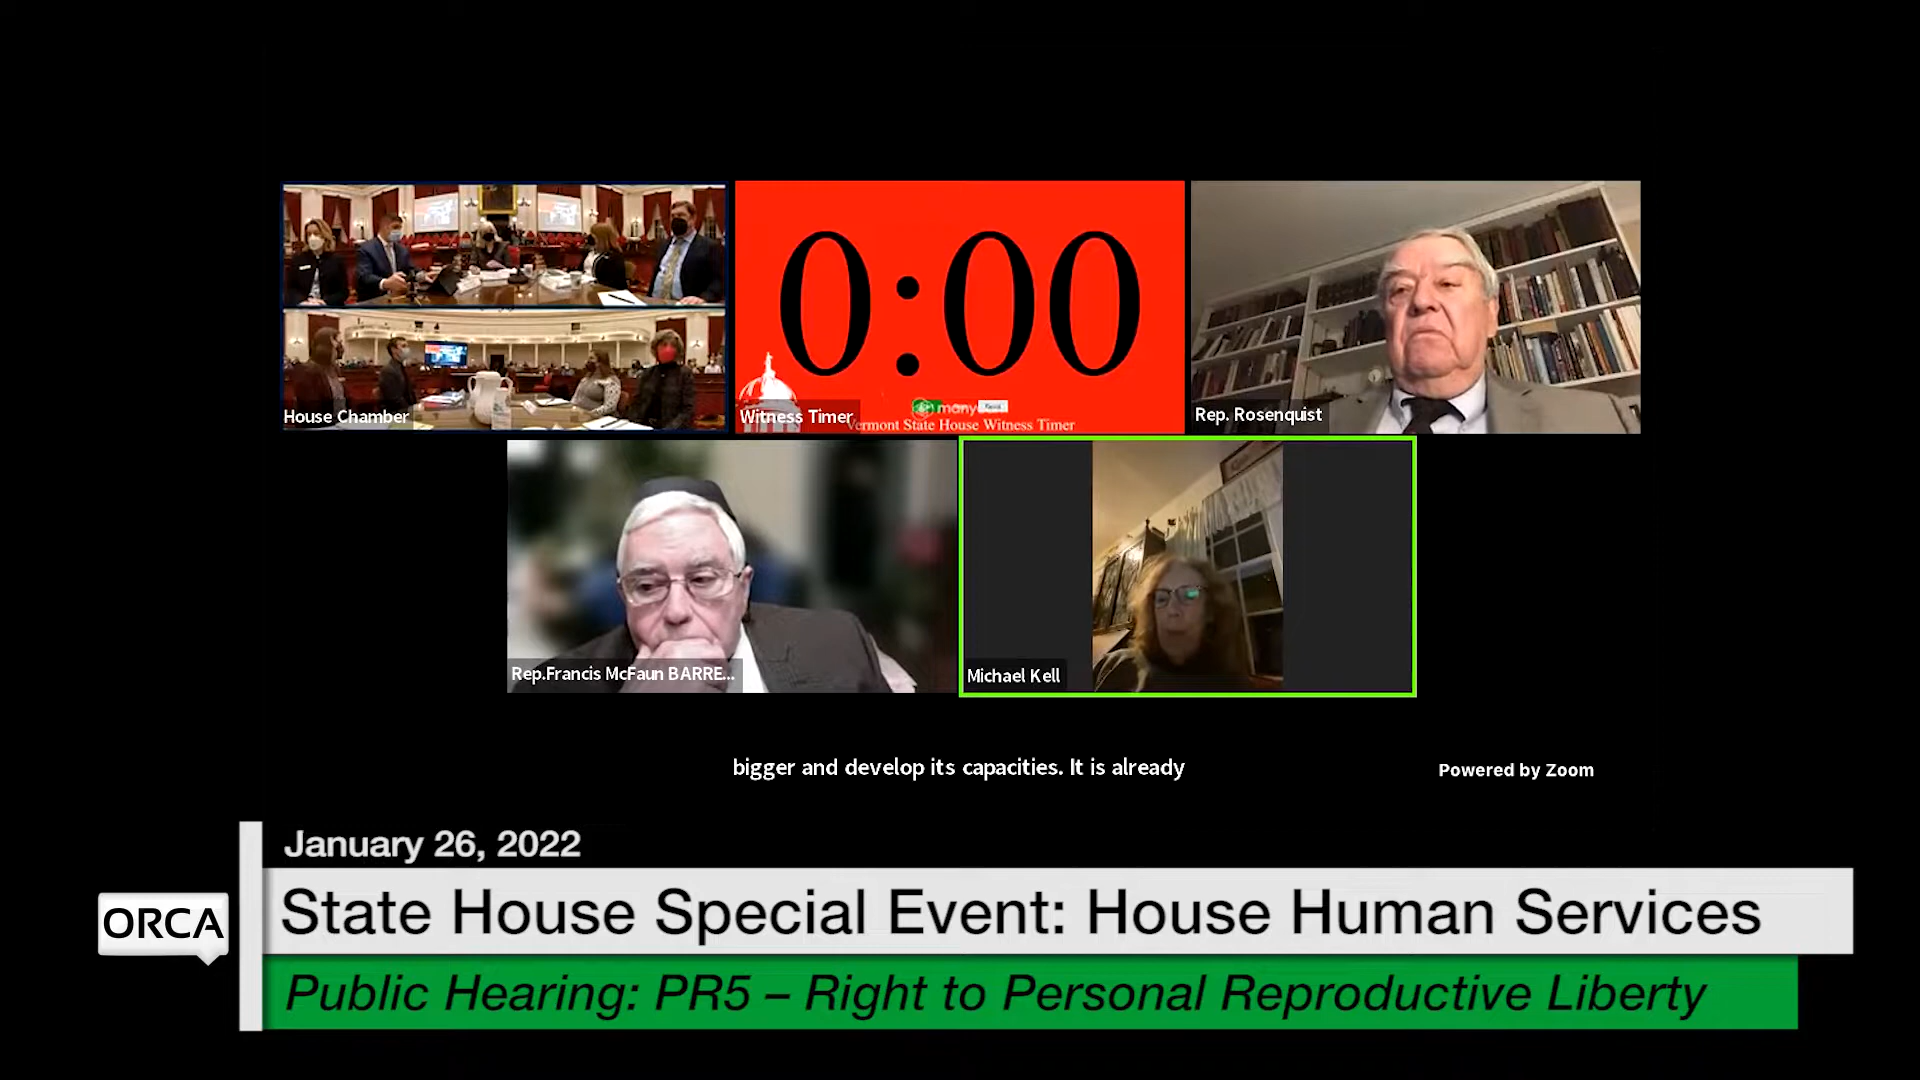 0:00
House Chamber
Witness Timer
many
Vermont State House Witness Timer
Rep. Rosenquist
Rep.Francis McFaun BARRE...
Michael Kell
bigger and develop its capacities. It is already
Powered by Zoom
January 26, 2022
ORCA
State House Special Event: House Human Services
Public Hearing: PR5 – Right to Personal Reproductive Liberty